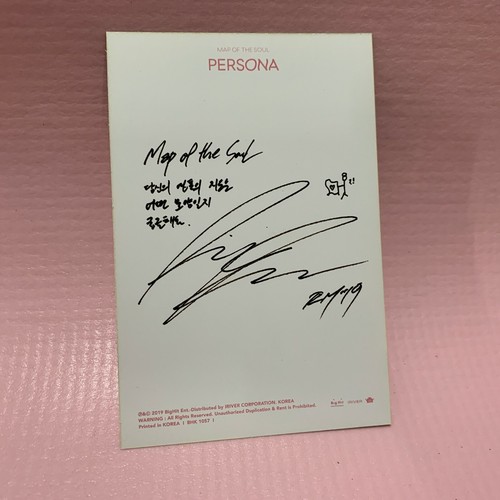 MAP OF THE SOUL
PERSONA
Map of the Soul
당신의 영혼의 지도는
어떤 모양인지
궁금해요.
RM '19
℗&© 2019 BigHit Ent. Distributed by IRIVER CORPORATION, KOREA
WARNING : All Rights Reserved. Unauthorized Duplication & Rent is Prohibited.
Printed in KOREA I BHK 1057 I